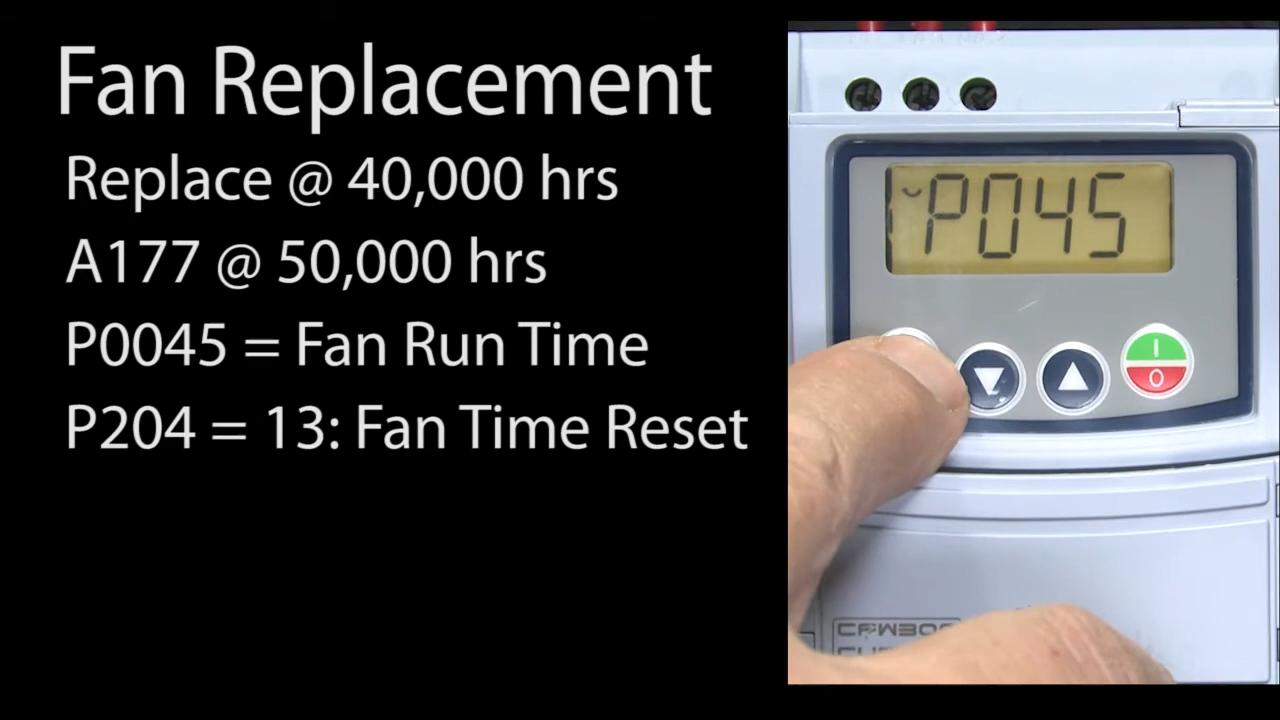 Fan Replacement
Replace @ 40,000 hrs
A177 @ 50,000 hrs
P0045 = Fan Run Time
P204 = 13: Fan Time Reset
P045
I
O
CFW300